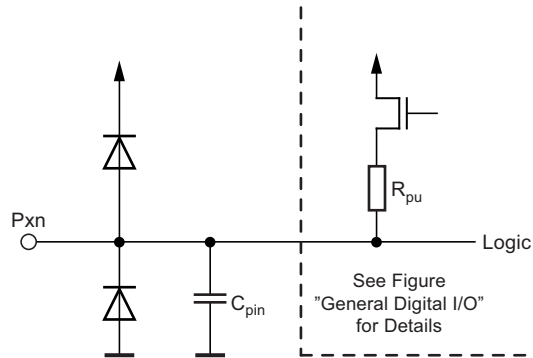 Pxn
C_pin
R_pu
Logic
See Figure
"General Digital I/O"
for Details